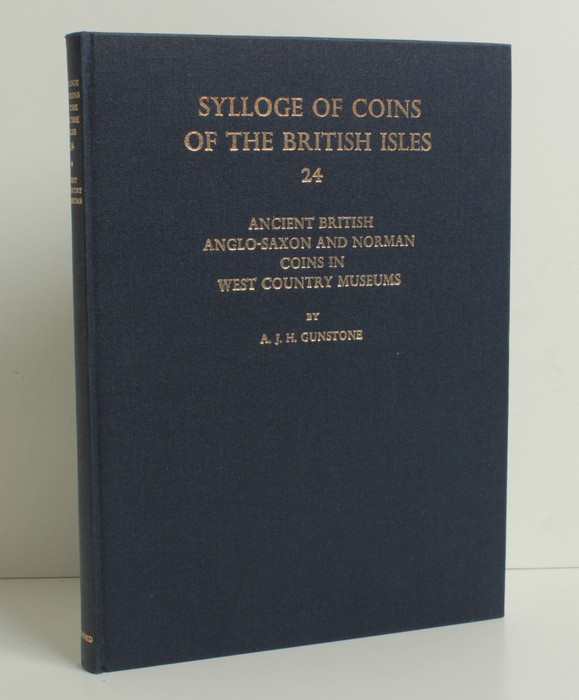 SYLLOGE OF COINS
OF THE BRITISH ISLES
24
ANCIENT BRITISH
ANGLO-SAXON AND NORMAN
COINS IN
WEST COUNTRY MUSEUMS
BY
A. J. H. GUNSTONE